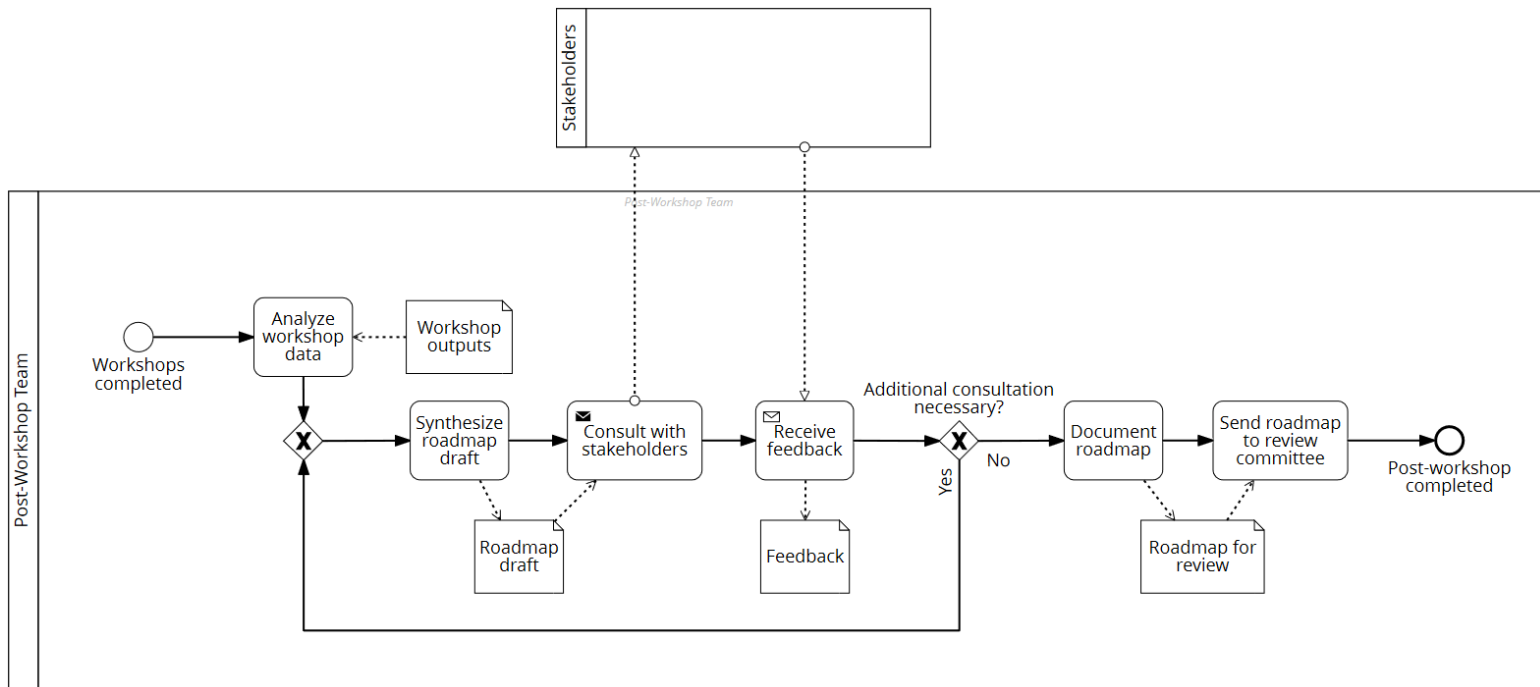 Stakeholders
Post-Workshop Team
Post-Workshop Team
Workshops
completed
Analyze
workshop
data
Workshop
outputs
Synthesize
roadmap
draft
Roadmap
draft
Consult with
stakeholders
Receive
feedback
Feedback
Additional consultation
necessary?
Yes
No
Document
roadmap
Roadmap for
review
Send roadmap
to review
committee
Post-workshop
completed